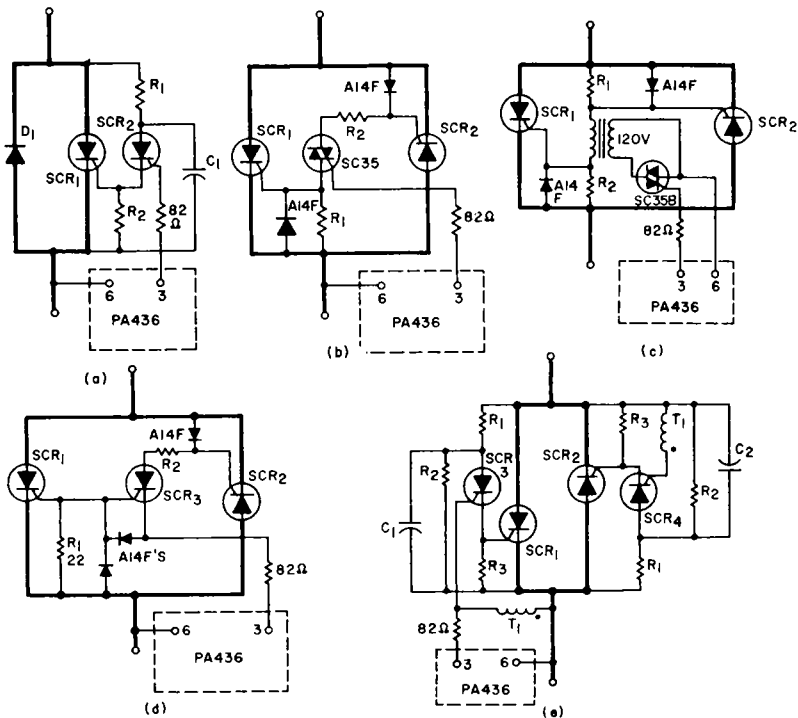 D1
SCR1
SCR2
R1
R2
82
Ω
C1
6
3
PA436
(a)
A14F
R2
SCR1
SC35
SCR2
A14F
R1
82Ω
6
3
PA436
(b)
R1
A14F
SCR1
SCR2
120V
A14
F
R2
SC35B
82Ω
3
6
PA436
(c)
A14F
SCR1
R2
SCR2
SCR3
R1
22
A14F'S
82Ω
6
3
PA436
(d)
R1
R3
T1
SCR
3
SCR2
C2
R2
R2
C1
SCR4
SCR1
R3
R1
82Ω
T1
3
6
PA436
(e)